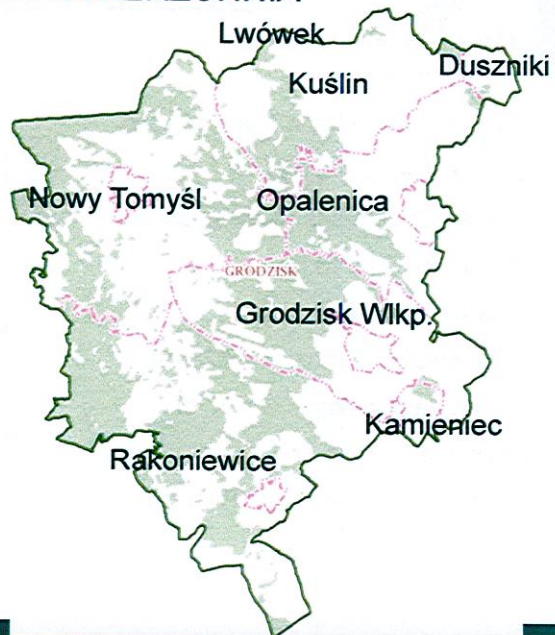 Lwówek
Duszniki
Kuślin
Nowy Tomyśl
Opalenica
GRODZISK
Grodzisk Wlkp.
Kamieniec
Rakoniewice